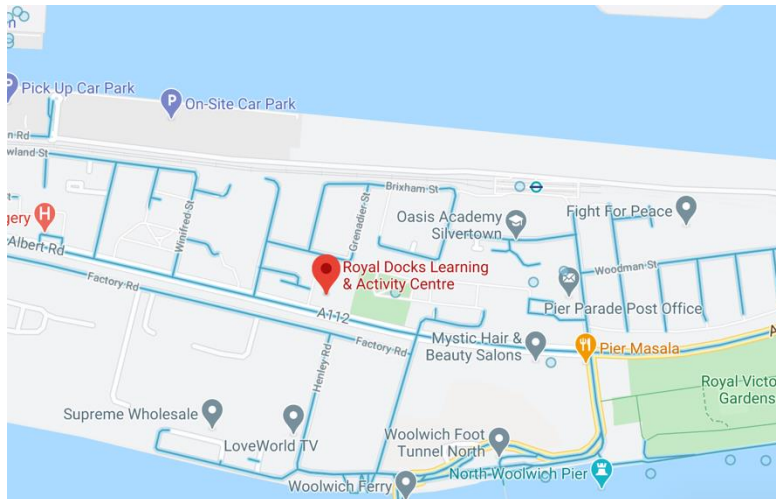 Pick Up Car Park
On-Site Car Park
n Rd
wland St
Brixham St
Winifred St
Grenadier St
Oasis Academy
Silvertown
Fight For Peace
gery
Albert Rd
Factory Rd
Royal Docks Learning
& Activity Centre
Woodman St
Pier Parade Post Office
A112
Factory Rd
Mystic Hair &
Beauty Salons
Pier Masala
Henley Rd
Royal Victo
Gardens
Supreme Wholesale
LoveWorld TV
Woolwich Foot
Tunnel North
North Woolwich Pier
Woolwich Ferry